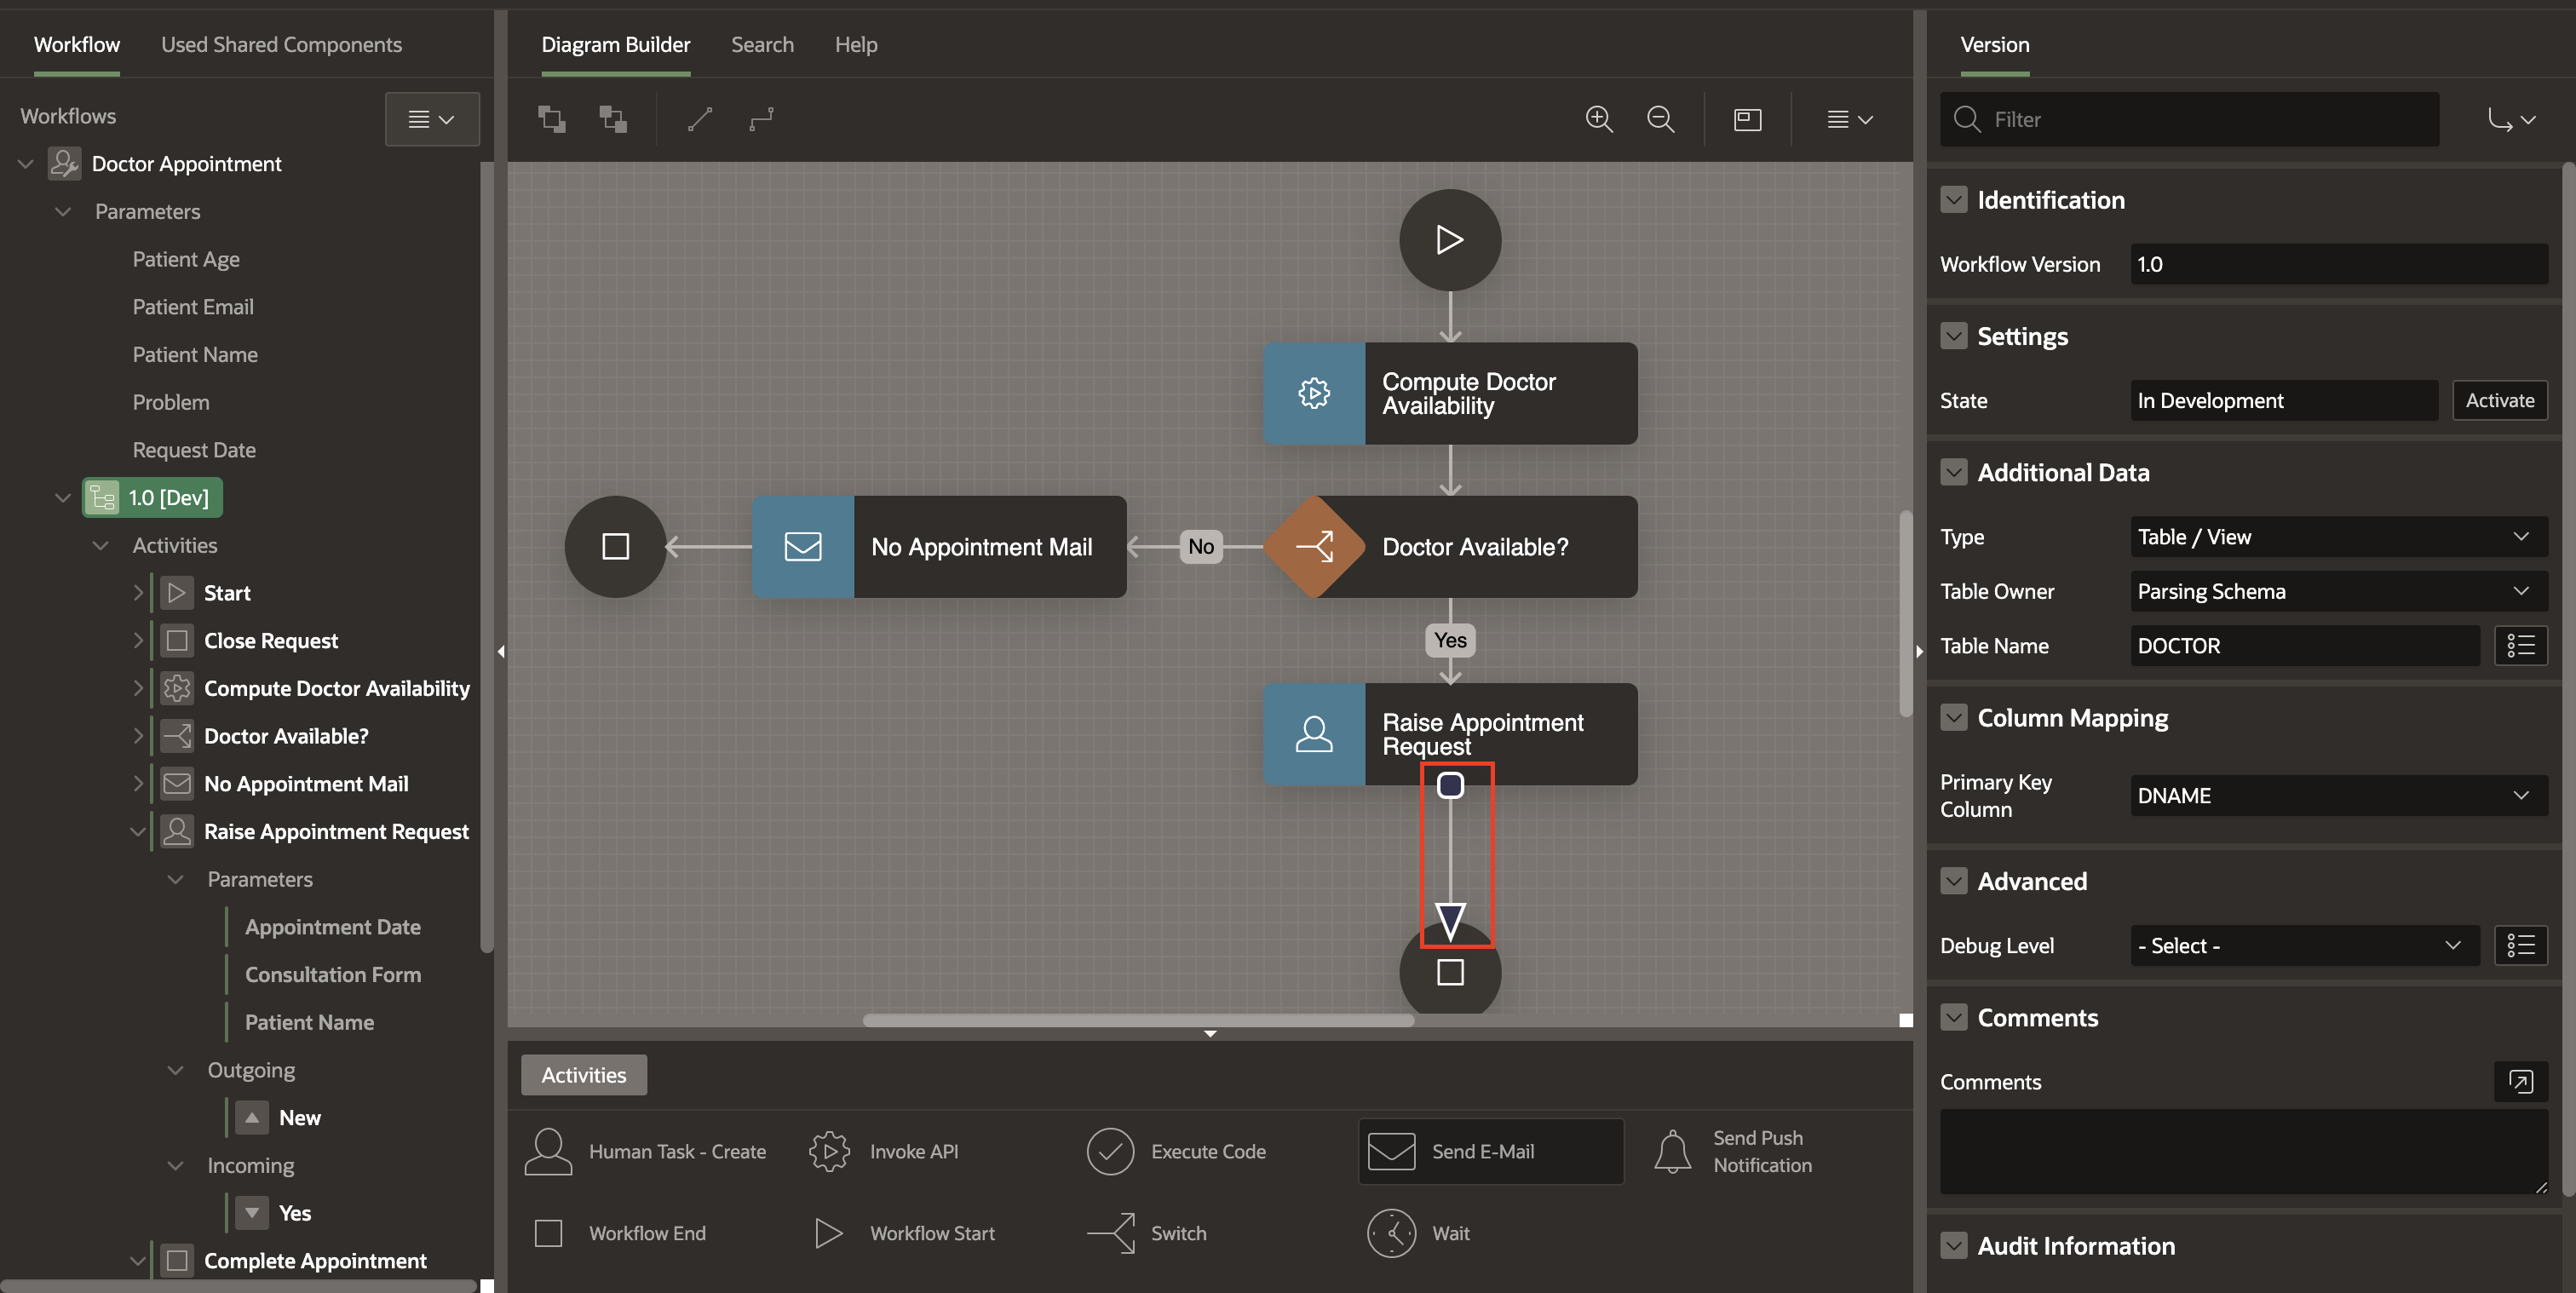 Workflow
Used Shared Components
Workflows
Doctor Appointment
Parameters
Patient Age
Patient Email
Patient Name
Problem
Request Date
1.0 [Dev]
Activities
Start
Close Request
Compute Doctor Availability
Doctor Available?
No Appointment Mail
Raise Appointment Request
Parameters
Appointment Date
Consultation Form
Patient Name
Outgoing
New
Incoming
Yes
Complete Appointment
Diagram Builder
Search
Help
Compute Doctor
Availability
No Appointment Mail
No
Doctor Available?
Yes
Raise Appointment
Request
Activities
Human Task - Create
Invoke API
Execute Code
Send E-Mail
Send Push
Notification
Workflow End
Workflow Start
Switch
Wait
Version
Filter
Identification
Workflow Version
1.0
Settings
State
In Development
Activate
Additional Data
Type
Table / View
Table Owner
Parsing Schema
Table Name
DOCTOR
Column Mapping
Primary Key
Column
DNAME
Advanced
Debug Level
- Select -
Comments
Comments
Audit Information